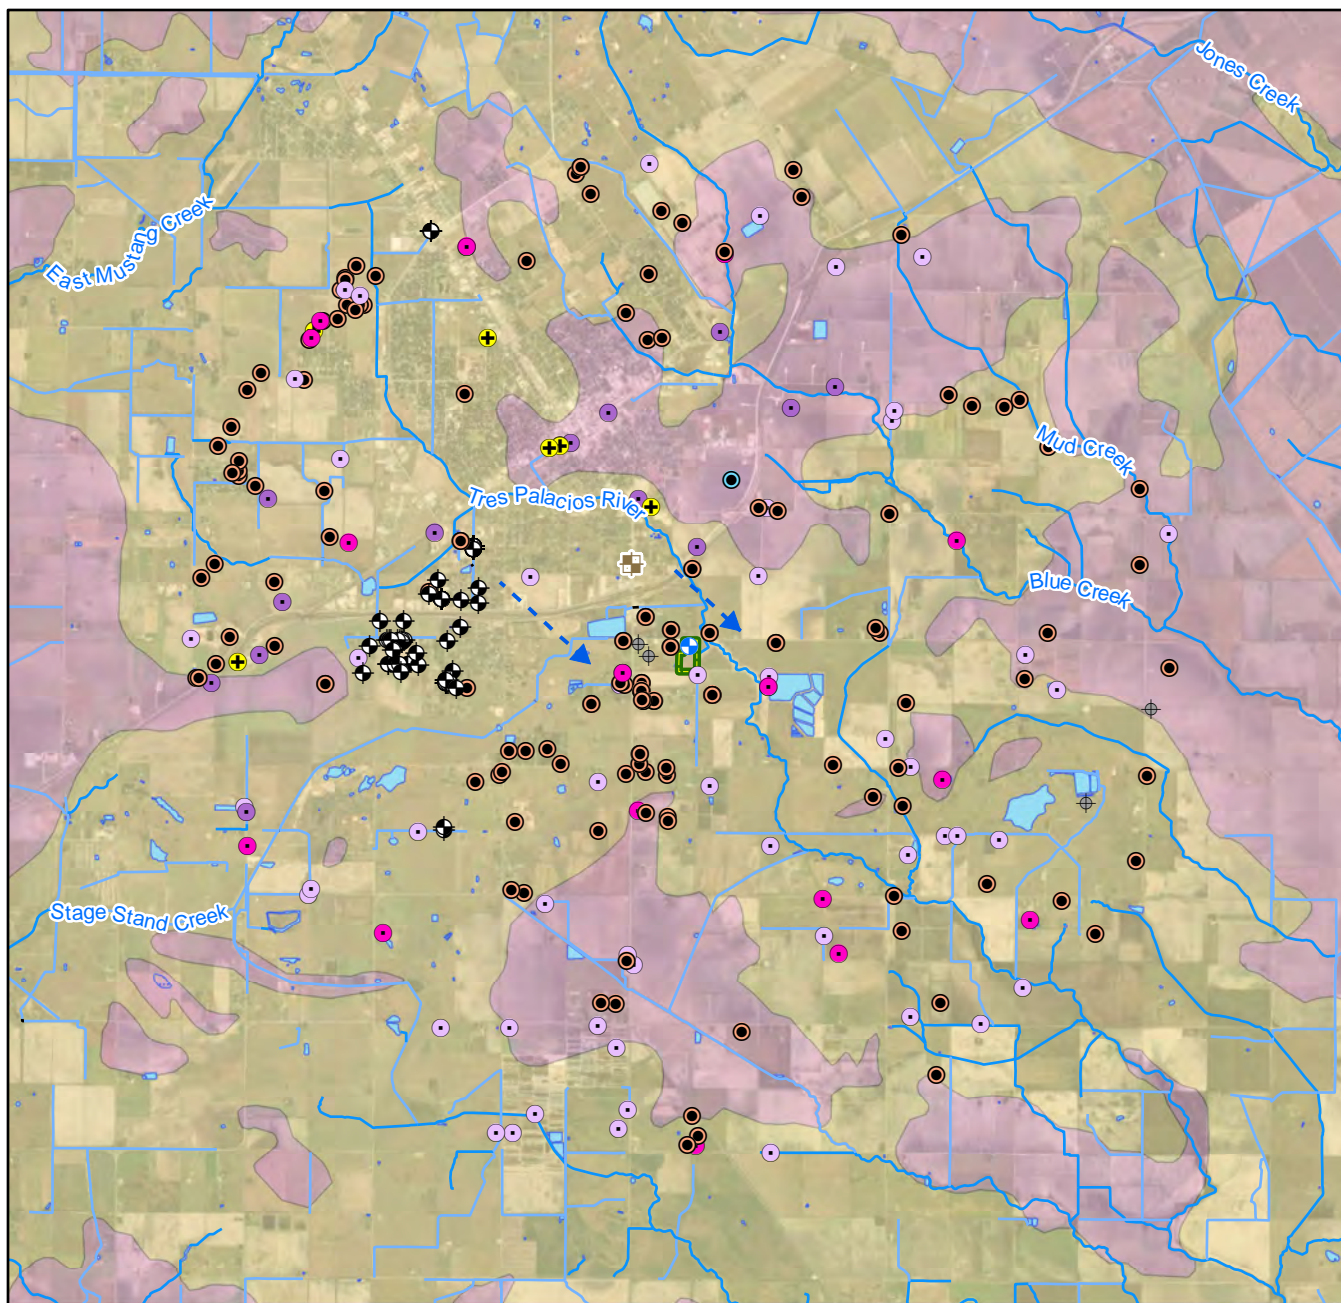 Jones Creek
East Mustang Creek
Mud Creek
Tres Palacios River
Blue Creek
Stage Stand Creek